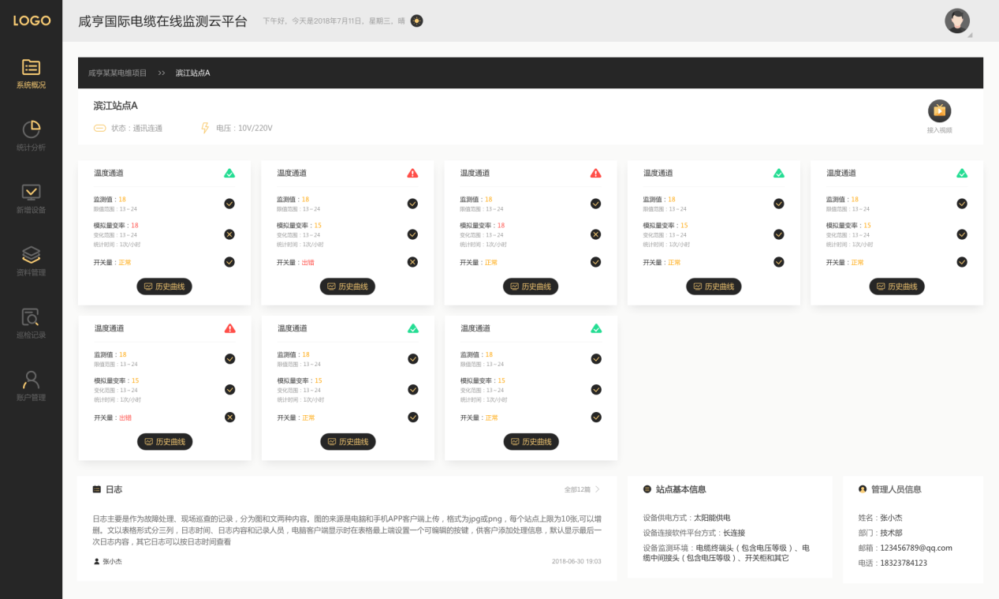 LOGO
咸亨国际电缆在线监测云平台
下午好，今天是2018年7月11日，星期三，晴
系统概况
统计分析
新增设备
资料管理
巡检记录
账户管理
咸亨某某电维项目 >> 滨江站点A
滨江站点A
状态：通讯连通 电压：10V/220V
接入视频
温度通道
监测值：18
限值范围：13～24
模拟量变率：18
变化范围：13～24
统计时间：1次/小时
开关量：正常
历史曲线
温度通道
监测值：18
限值范围：13～24
模拟量变率：15
变化范围：13～24
统计时间：1次/小时
开关量：出错
历史曲线
温度通道
监测值：18
限值范围：13～24
模拟量变率：18
变化范围：13～24
统计时间：1次/小时
开关量：正常
历史曲线
温度通道
监测值：18
限值范围：13～24
模拟量变率：15
变化范围：13～24
统计时间：1次/小时
开关量：正常
历史曲线
温度通道
监测值：18
限值范围：13～24
模拟量变率：15
变化范围：13～24
统计时间：1次/小时
开关量：正常
历史曲线
温度通道
监测值：18
限值范围：13～24
模拟量变率：15
变化范围：13～24
统计时间：1次/小时
开关量：出错
历史曲线
温度通道
监测值：18
限值范围：13～24
模拟量变率：15
变化范围：13～24
统计时间：1次/小时
开关量：正常
历史曲线
温度通道
监测值：18
限值范围：13～24
模拟量变率：15
变化范围：13～24
统计时间：1次/小时
开关量：正常
历史曲线
日志
全部12篇
日志主要是作为故障处理、现场巡查的记录，分为图和文两种内容。图的来源是电脑和手机APP客户端上传，格式为jpg或png，每个站点上限为10张,可以增
删。文以表格形式分三列，日志时间、日志内容和记录人员，电脑客户端显示时在表格最上端设置一个可编辑的按键，供客户添加处理信息，默认显示最后一
次日志内容，其它日志可以按日志时间查看
张小杰
2018-06-30 19:03
站点基本信息
设备供电方式：太阳能供电
设备连接软件平台方式：长连接
设备监测环境：电缆终端头（包含电压等级）、电
缆中间接头（包含电压等级）、开关柜和其它
管理人员信息
姓名：张小杰
部门：技术部
邮箱：123456789@qq.com
电话：18323784123